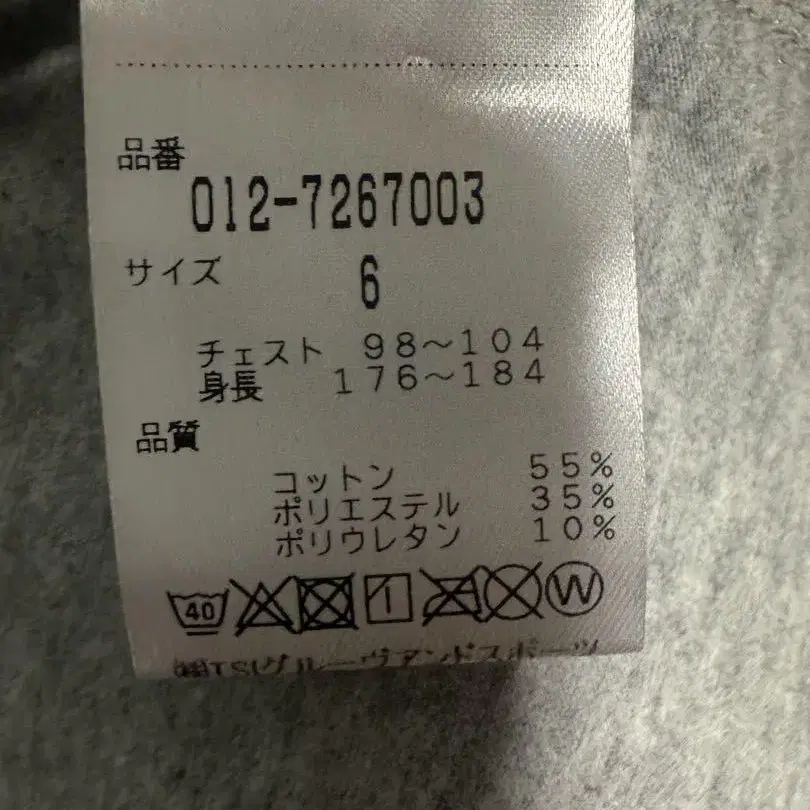 品番
012-7267003
サイズ 6
チェスト 98～104
身長 176～184
品質
コットン 55%
ポリエステル 35%
ポリウレタン 10%
40 W
㈱TSIグルーヴアンドスポーツ